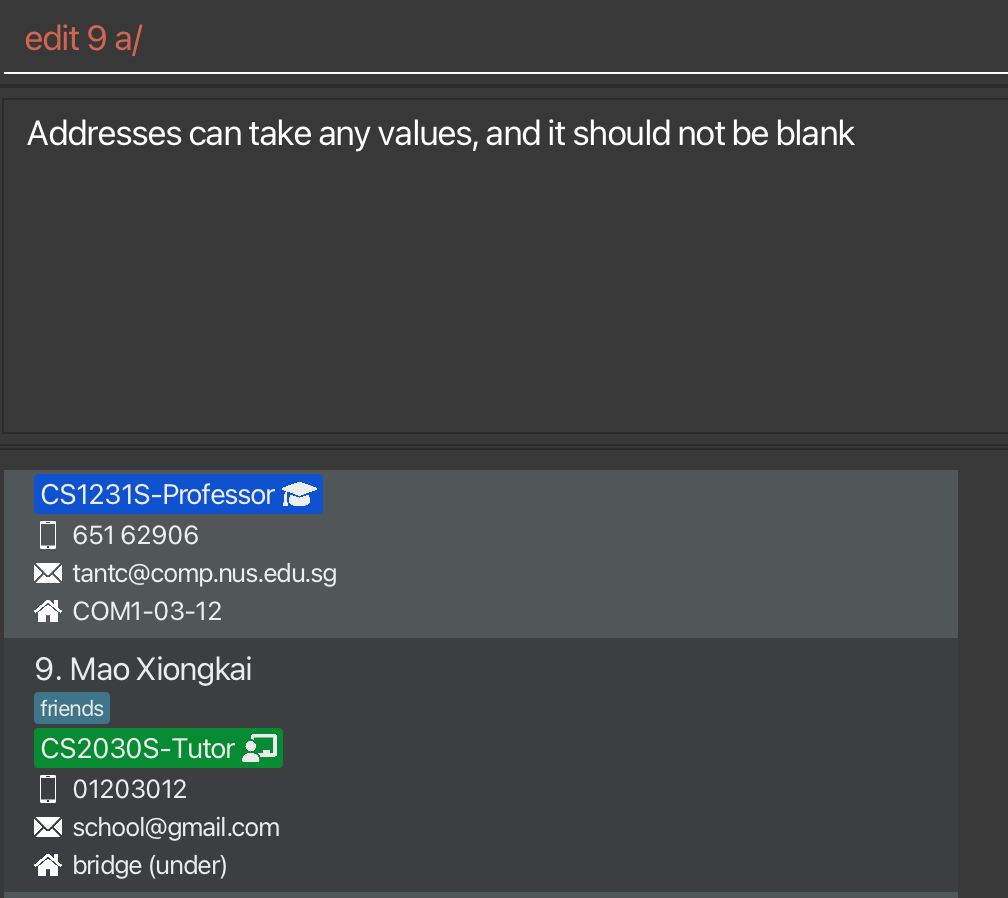 edit 9 a/
Addresses can take any values, and it should not be blank
CS1231S-Professor
651 62906
tantc@comp.nus.edu.sg
COM1-03-12
9. Mao Xiongkai
friends
CS2030S-Tutor
01203012
school@gmail.com
bridge (under)